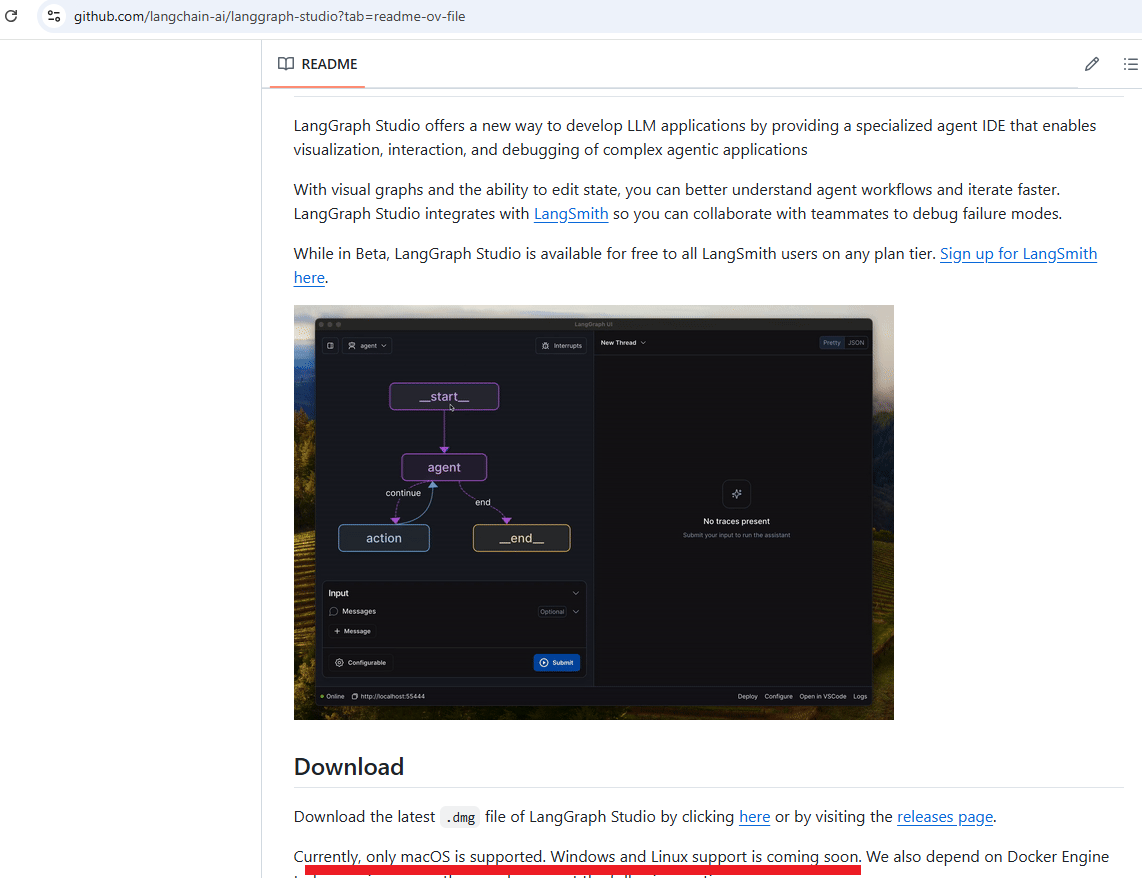 github.com/langchain-ai/langgraph-studio?tab=readme-ov-file
README
LangGraph Studio offers a new way to develop LLM applications by providing a specialized agent IDE that enables
visualization, interaction, and debugging of complex agentic applications
With visual graphs and the ability to edit state, you can better understand agent workflows and iterate faster.
LangGraph Studio integrates with LangSmith so you can collaborate with teammates to debug failure modes.
While in Beta, LangGraph Studio is available for free to all LangSmith users on any plan tier. Sign up for LangSmith
here.
LangGraph UI
agent
Interrupts
New Thread
Pretty JSON
__start__
agent
continue
end
action
__end__
No traces present
Submit your input to run the assistant
Input
Messages
Optional
+ Message
Configurable
Submit
Online http://localhost:55444
Deploy Configure Open in VSCode Logs
Download
Download the latest .dmg file of LangGraph Studio by clicking here or by visiting the releases page.
Currently, only macOS is supported. Windows and Linux support is coming soon. We also depend on Docker Engine